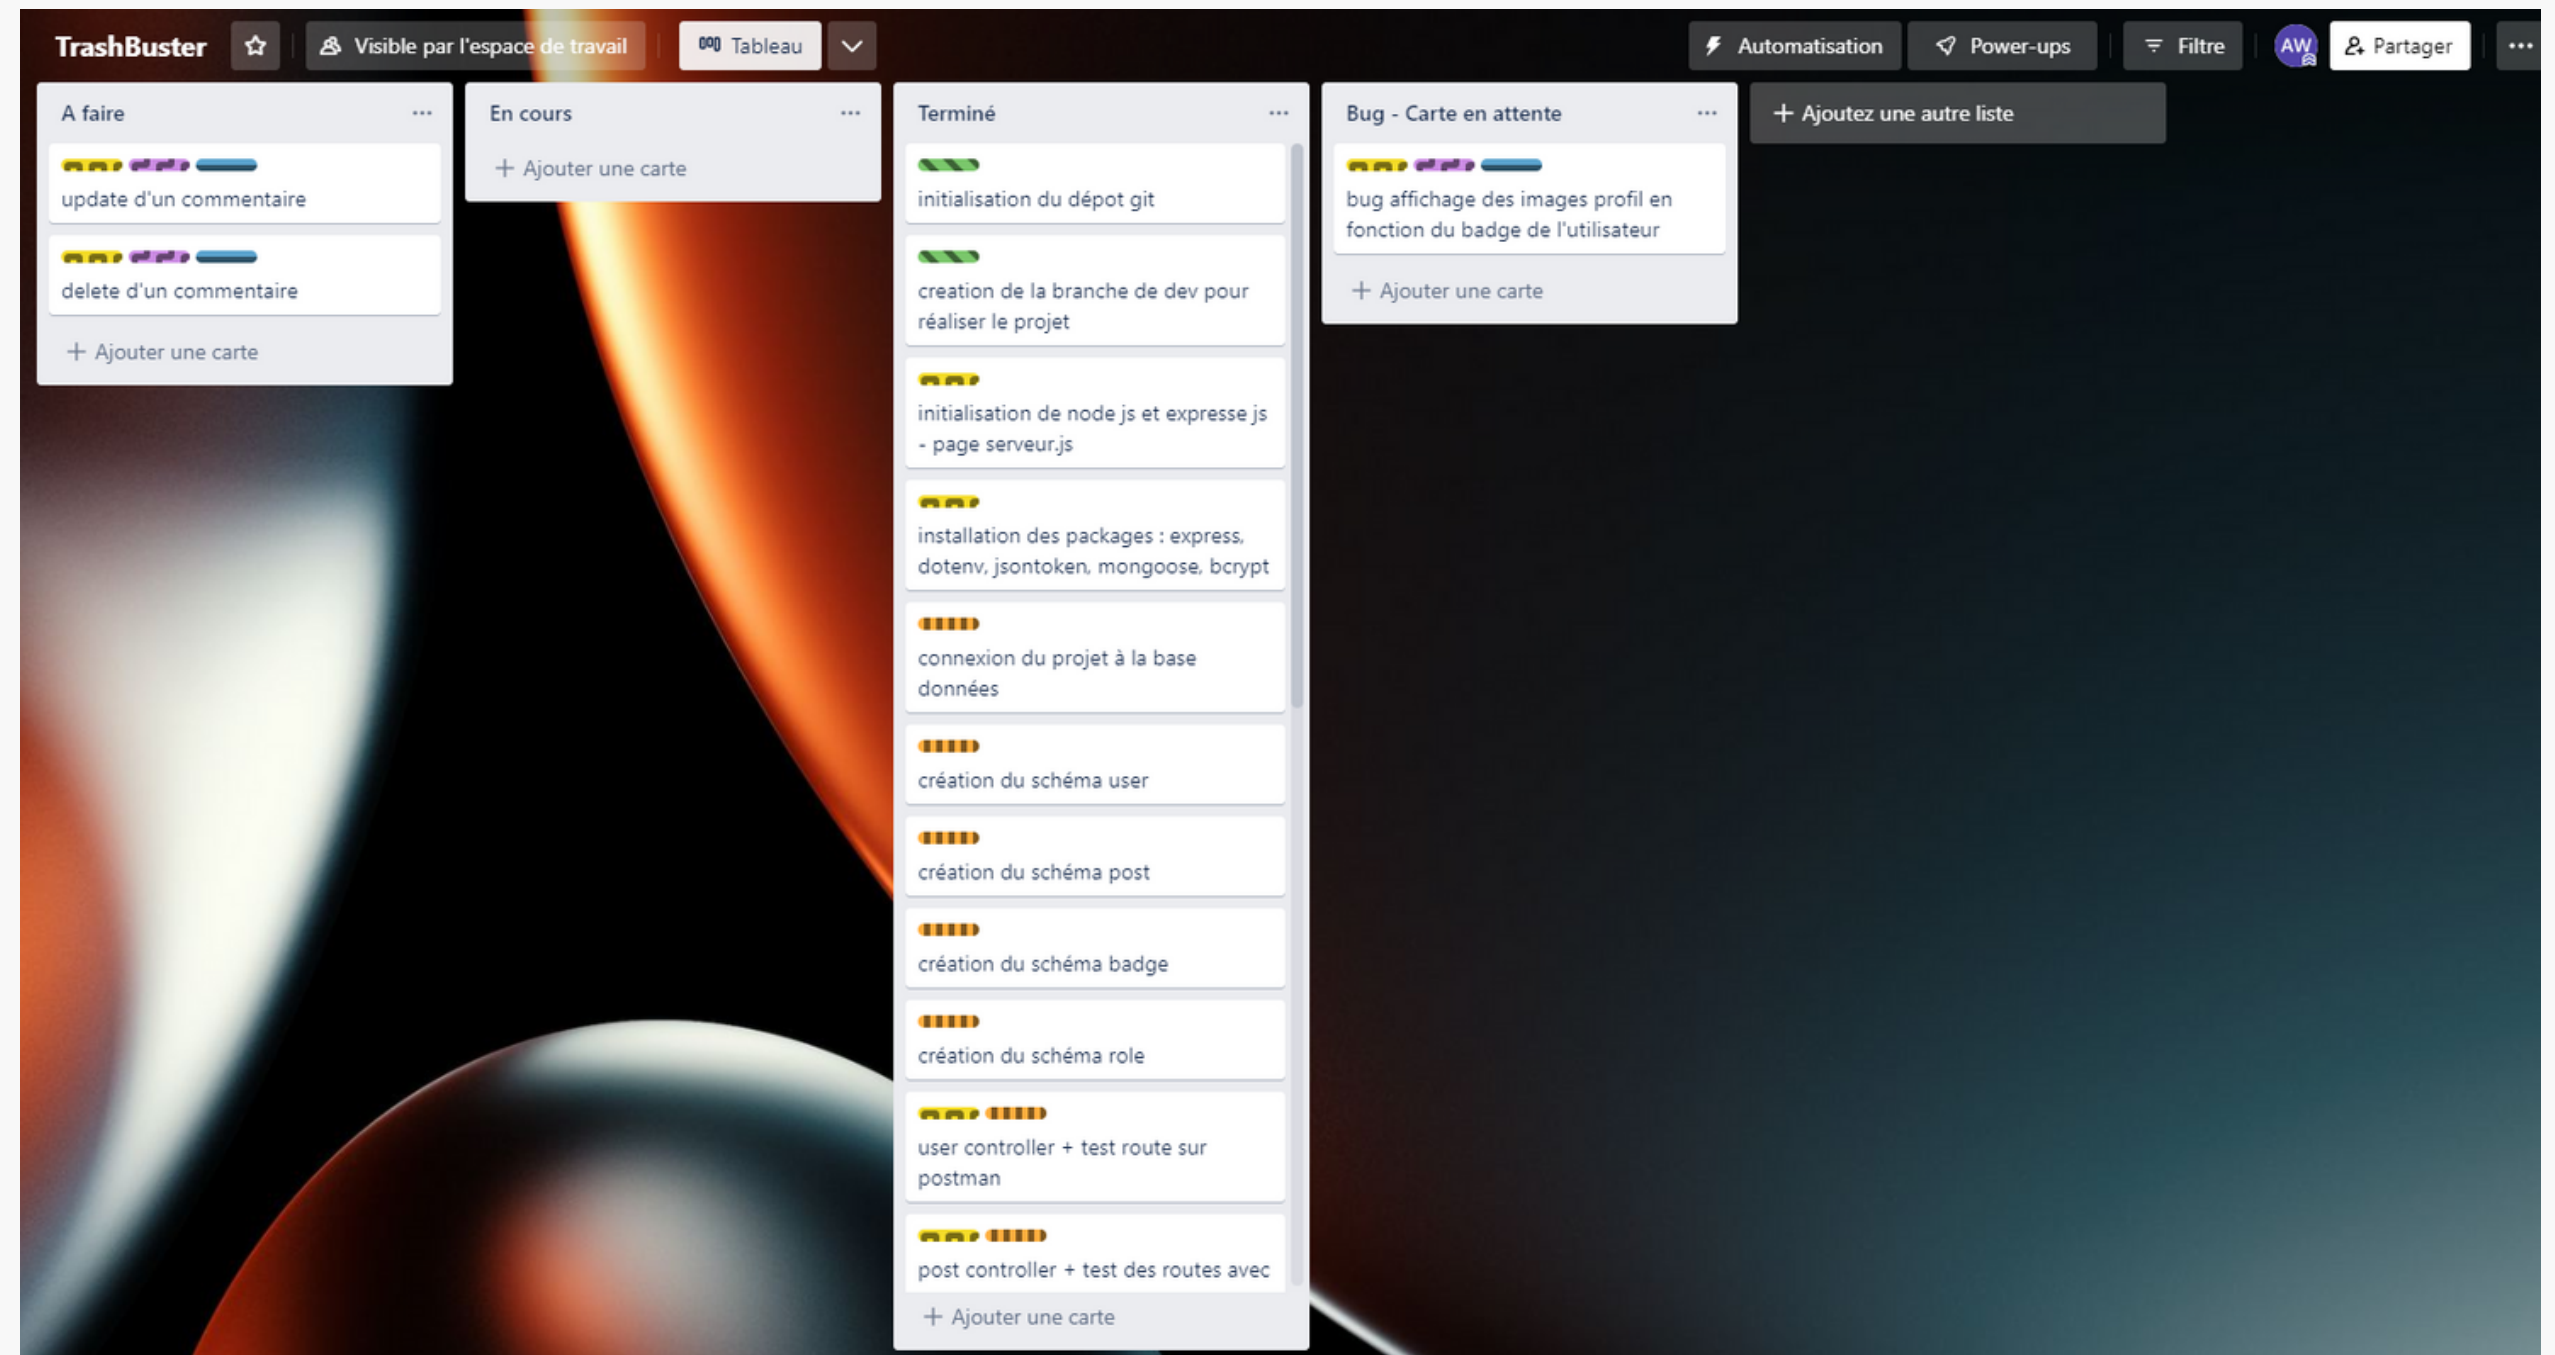 TrashBuster
Visible par l'espace de travail
Tableau
Automatisation
Power-ups
Filtre
AW
Partager
A faire
update d'un commentaire
delete d'un commentaire
+ Ajouter une carte
En cours
+ Ajouter une carte
Terminé
initialisation du dépot git
creation de la branche de dev pour
réaliser le projet
initialisation de node js et expresse js
- page serveur.js
installation des packages : express,
dotenv, jsontoken, mongoose, bcrypt
connexion du projet à la base
données
création du schéma user
création du schéma post
création du schéma badge
création du schéma role
user controller + test route sur
postman
post controller + test des routes avec
+ Ajouter une carte
Bug - Carte en attente
bug affichage des images profil en
fonction du badge de l'utilisateur
+ Ajouter une carte
+ Ajoutez une autre liste